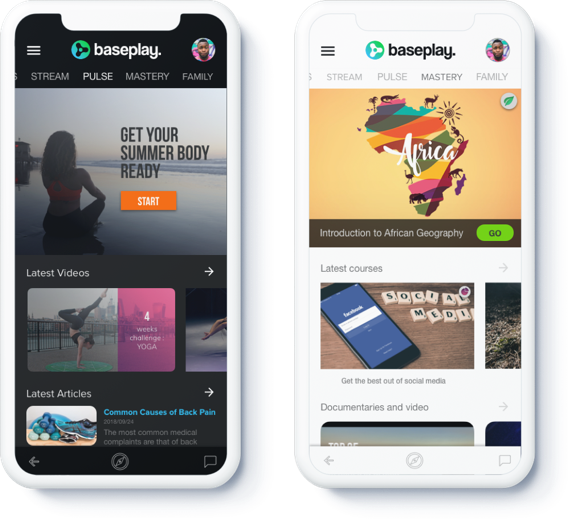 baseplay.
S STREAM PULSE MASTERY FAMILY
GET YOUR
SUMMER BODY
READY
START
Latest Videos
4
weeks
challenge :
YOGA
Latest Articles
Common Causes of Back Pain
2018/09/24
The most common medical
complaints are that of back
baseplay.
S STREAM PULSE MASTERY FAMILY
Africa
Introduction to African Geography
GO
Latest courses
facebook
SOCIAL
MEDI
Get the best out of social media
Documentaries and video
TOP OF